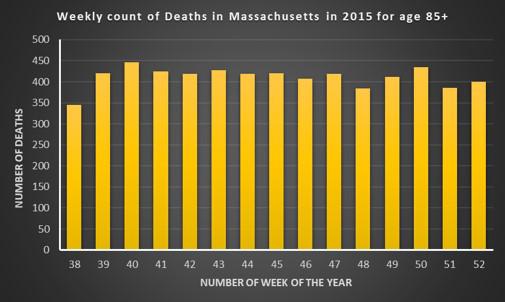 Weekly count of Deaths in Massachusetts in 2015 for age 85+
500
450
400
350
300
250
200
150
100
50
0
NUMBER OF DEATHS
38 39 40 41 42 43 44 45 46 47 48 49 50 51 52
NUMBER OF WEEK OF THE YEAR